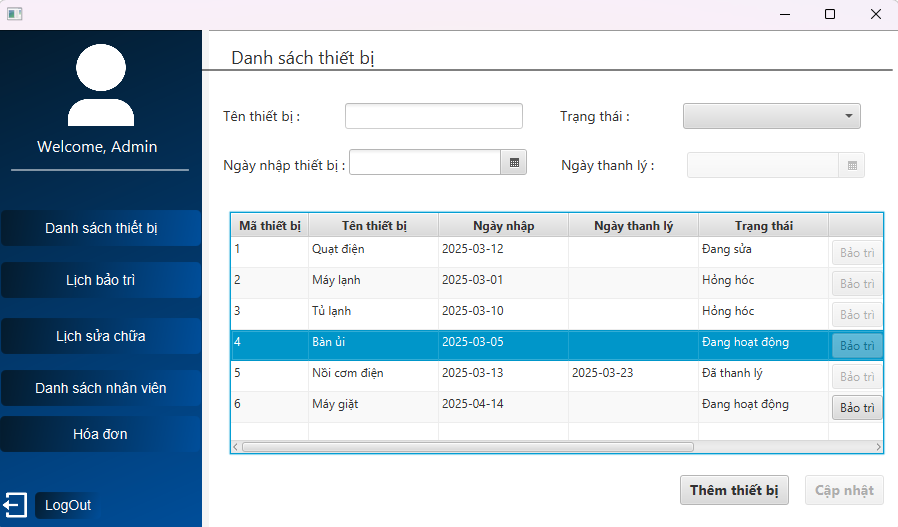 Danh sách thiết bị
Welcome, Admin
Danh sách thiết bị
Lịch bảo trì
Lịch sửa chữa
Danh sách nhân viên
Hóa đơn
LogOut
Tên thiết bị :
Trạng thái :
Ngày nhập thiết bị :
Ngày thanh lý :
Mã thiết bị Tên thiết bị Ngày nhập Ngày thanh lý Trạng thái
1 Quạt điện 2025-03-12 Đang sửa Bảo trì
2 Máy lạnh 2025-03-01 Hỏng hóc Bảo trì
3 Tủ lạnh 2025-03-10 Hỏng hóc Bảo trì
4 Bàn ủi 2025-03-05 Đang hoạt động Bảo trì
5 Nồi cơm điện 2025-03-13 2025-03-23 Đã thanh lý Bảo trì
6 Máy giặt 2025-04-14 Đang hoạt động Bảo trì
Thêm thiết bị
Cập nhật